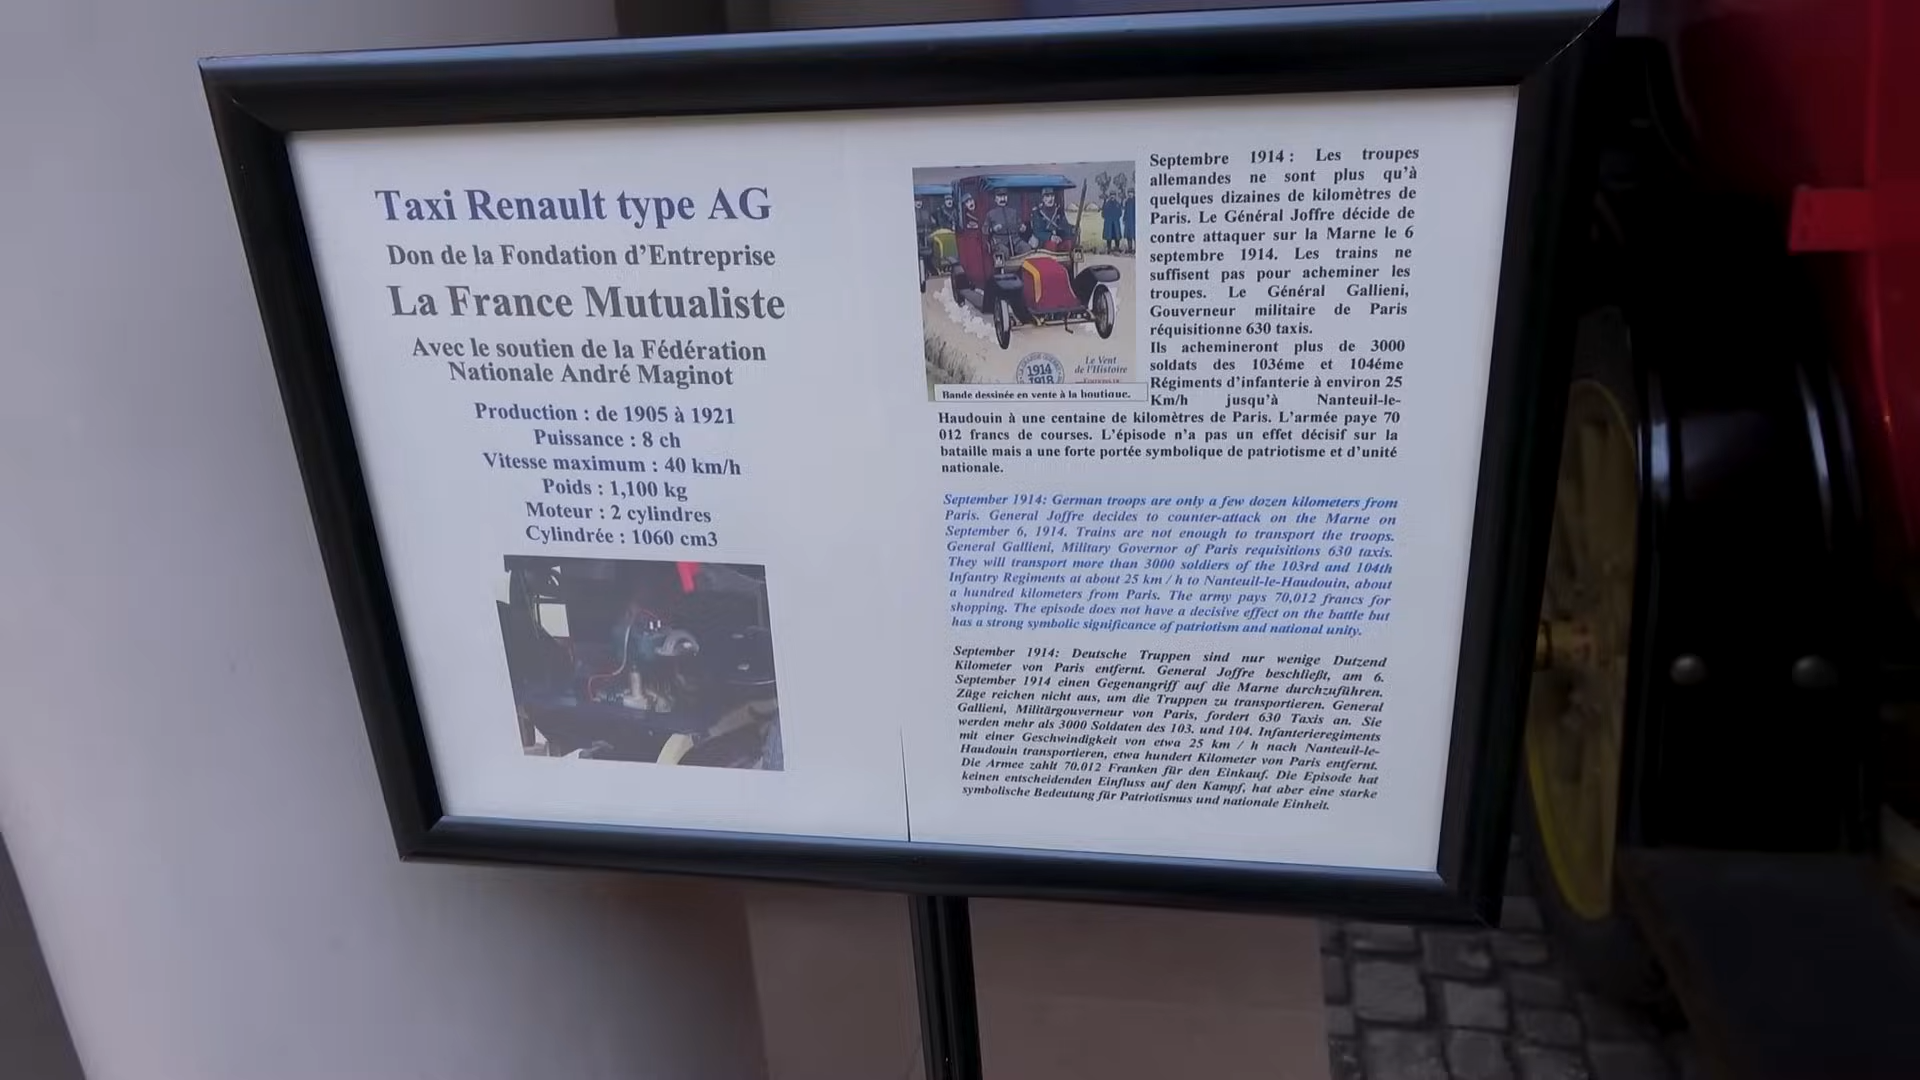 Taxi Renault type AG
Don de la Fondation d'Entreprise
La France Mutualiste
Avec le soutien de la Fédération
Nationale André Maginot
Production : de 1905 à 1921
Puissance : 8 ch
Vitesse maximum : 40 km/h
Poids : 1,100 kg
Moteur : 2 cylindres
Cylindrée : 1060 cm3
1914
1918
Le Vent
de l'Histoire
Bande dessinée en vente à la boutique.
Septembre 1914 : Les troupes
allemandes ne sont plus qu'à
quelques dizaines de kilomètres de
Paris. Le Général Joffre décide de
contre attaquer sur la Marne le 6
septembre 1914. Les trains ne
suffisent pas pour acheminer les
troupes. Le Général Gallieni,
Gouverneur militaire de Paris
réquisitionne 630 taxis.
Ils achemineront plus de 3000
soldats des 103éme et 104éme
Régiments d'infanterie à environ 25
Km/h jusqu'à Nanteuil-le-
Haudouin à une centaine de kilomètres de Paris. L'armée paye 70
012 francs de courses. L'épisode n'a pas un effet décisif sur la
bataille mais a une forte portée symbolique de patriotisme et d'unité
nationale.
September 1914: German troops are only a few dozen kilometers from
Paris. General Joffre decides to counter-attack on the Marne on
September 6, 1914. Trains are not enough to transport the troops.
General Gallieni, Military Governor of Paris requisitions 630 taxis.
They will transport more than 3000 soldiers of the 103rd and 104th
Infantry Regiments at about 25 km / h to Nanteuil-le-Haudouin, about
a hundred kilometers from Paris. The army pays 70,012 francs for
shopping. The episode does not have a decisive effect on the battle but
has a strong symbolic significance of patriotism and national unity.
September 1914: Deutsche Truppen sind nur wenige Dutzend
Kilometer von Paris entfernt. General Joffre beschließt, am 6.
September 1914 einen Gegenangriff auf die Marne durchzuführen.
Züge reichen nicht aus, um die Truppen zu transportieren. General
Gallieni, Militärgouverneur von Paris, fordert 630 Taxis an. Sie
werden mehr als 3000 Soldaten des 103. und 104. Infanterieregiments
mit einer Geschwindigkeit von etwa 25 km / h nach Nanteuil-le-
Haudouin transportieren, etwa hundert Kilometer von Paris entfernt.
Die Armee zahlt 70.012 Franken für den Einkauf. Die Episode hat
keinen entscheidenden Einfluss auf den Kampf, hat aber eine starke
symbolische Bedeutung für Patriotismus und nationale Einheit.